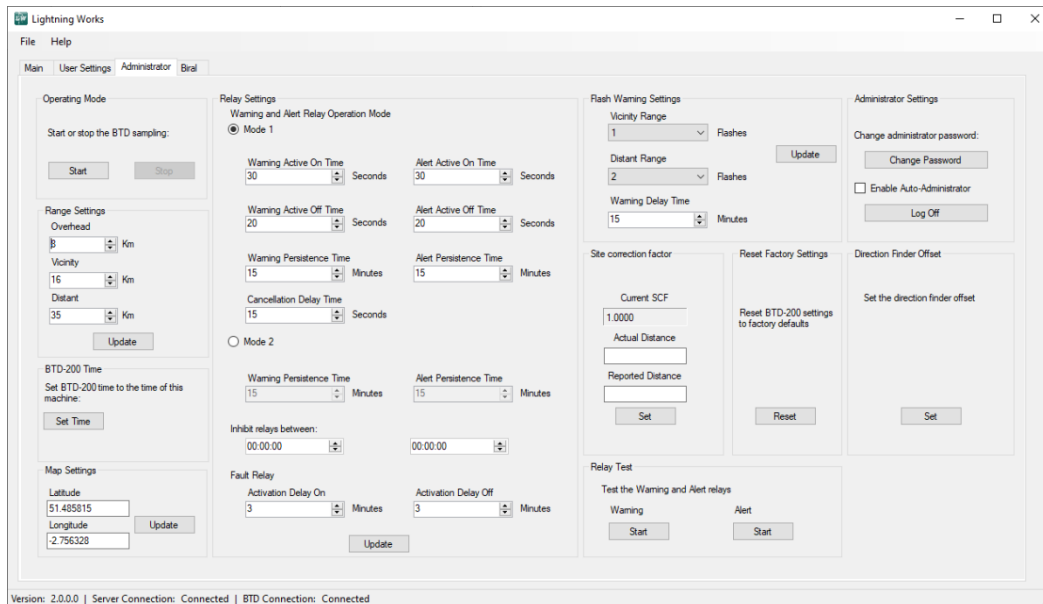 Lightning Works
File Help
Main User Settings Administrator Biral
Operating Mode
Start or stop the BTD sampling:
Start Stop
Range Settings
Overhead
8 Km
Vicinity
16 Km
Distant
35 Km
Update
BTD-200 Time
Set BTD-200 time to the time of this
machine:
Set Time
Map Settings
Latitude
51.485815
Longitude
Update
-2.756328
Relay Settings
Warning and Alert Relay Operation Mode
Mode 1
Warning Active On Time Alert Active On Time
30 Seconds 30 Seconds
Warning Active Off Time Alert Active Off Time
20 Seconds 20 Seconds
Warning Persistence Time Alert Persistence Time
15 Minutes 15 Minutes
Cancellation Delay Time
15 Seconds
Mode 2
Warning Persistence Time Alert Persistence Time
15 Minutes 15 Minutes
Inhibit relays between:
00:00:00 00:00:00
Fault Relay
Activation Delay On Activation Delay Off
3 Minutes 3 Minutes
Update
Flash Warning Settings
Vicinity Range
1 Flashes
Update
Distant Range
2 Flashes
Warning Delay Time
15 Minutes
Administrator Settings
Change administrator password:
Change Password
Enable Auto-Administrator
Log Off
Site correction factor
Current SCF
1.0000
Actual Distance
Reported Distance
Set
Reset Factory Settings
Reset BTD-200 settings
to factory defaults
Reset
Direction Finder Offset
Set the direction finder offset
Set
Relay Test
Test the Warning and Alert relays
Warning Alert
Start Start
Version: 2.0.0.0 | Server Connection: Connected | BTD Connection: Connected